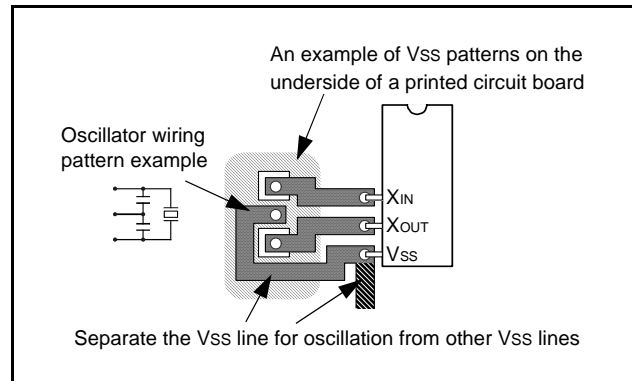 An example of VSS patterns on the
underside of a printed circuit board
Oscillator wiring
pattern example
XIN
XOUT
VSS
Separate the VSS line for oscillation from other VSS lines